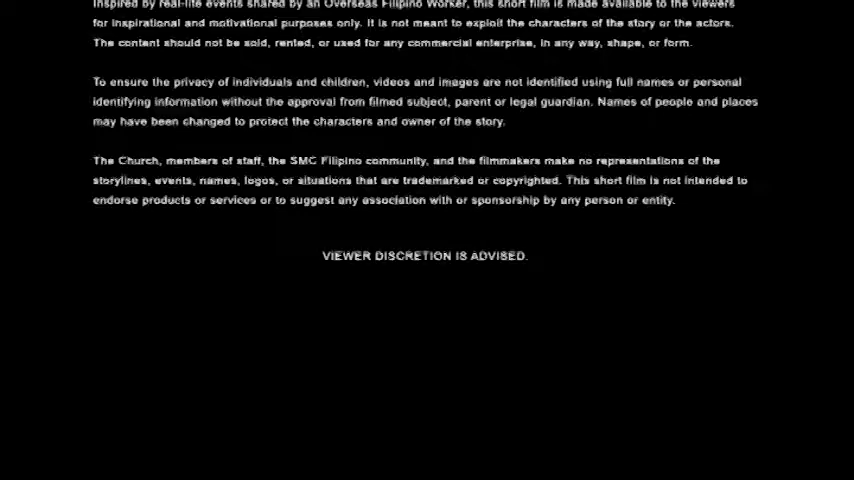 Inspired by real-life events shared by an Overseas Filipino Worker, this short film is made available to the viewers
for inspirational and motivational purposes only. It is not meant to exploit the characters of the story or the actors.
The content should not be sold, rented, or used for any commercial enterprise, in any way, shape, or form.
To ensure the privacy of individuals and children, videos and images are not identified using full names or personal
identifying information without the approval from filmed subject, parent or legal guardian. Names of people and places
may have been changed to protect the characters and owner of the story.
The Church, members of staff, the SMC Filipino community, and the filmmakers make no representations of the
storylines, events, names, logos, or situations that are trademarked or copyrighted. This short film is not intended to
endorse products or services or to suggest any association with or sponsorship by any person or entity.
VIEWER DISCRETION IS ADVISED.